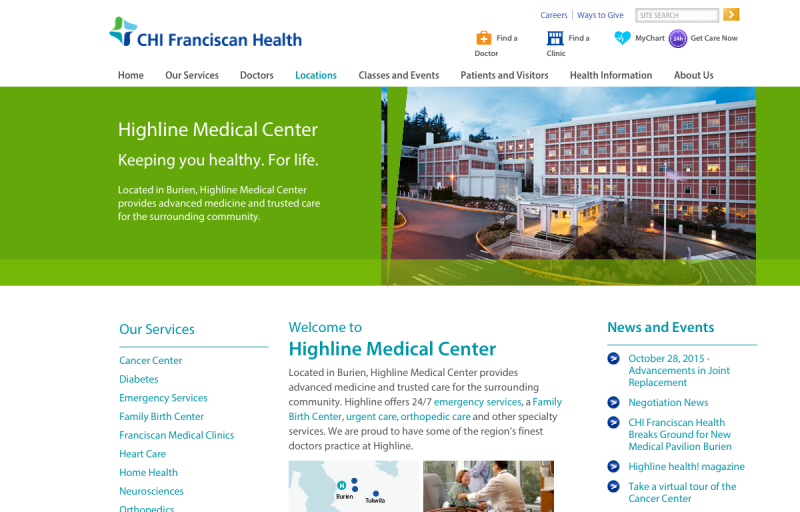 Careers | Ways to Give
SITE SEARCH
CHI Franciscan Health
Find a Doctor
Find a Clinic
MyChart
24h
Get Care Now
Home
Our Services
Doctors
Locations
Classes and Events
Patients and Visitors
Health Information
About Us
Highline Medical Center
Keeping you healthy. For life.
Located in Burien, Highline Medical Center
provides advanced medicine and trusted care
for the surrounding community.
Our Services
Cancer Center
Diabetes
Emergency Services
Family Birth Center
Franciscan Medical Clinics
Heart Care
Home Health
Neurosciences
Orthopedics
Welcome to
Highline Medical Center
Located in Burien, Highline Medical Center provides
advanced medicine and trusted care for the surrounding
community. Highline offers 24/7 emergency services, a Family
Birth Center, urgent care, orthopedic care and other specialty
services. We are proud to have some of the region's finest
doctors practice at Highline.
H
Burien
Tukwila
News and Events
October 28, 2015 -
Advancements in Joint
Replacement
Negotiation News
CHI Franciscan Health
Breaks Ground for New
Medical Pavilion Burien
Highline health! magazine
Take a virtual tour of the
Cancer Center